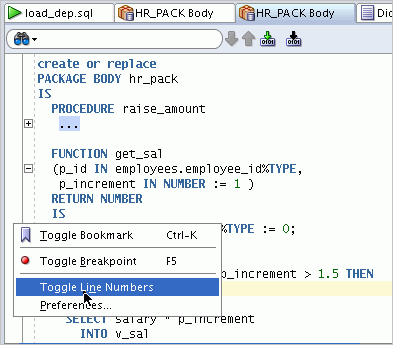 load_dep.sql HR_PACK Body HR_PACK Body Dic
create or replace
PACKAGE BODY hr_pack
IS
PROCEDURE raise_amount
...
FUNCTION get_sal
(p_id IN employees.employee_id%TYPE,
p_increment IN NUMBER := 1 )
RETURN NUMBER
IS
%TYPE := 0;
Toggle Bookmark Ctrl-K
Toggle Breakpoint F5
p_increment > 1.5 THEN
Toggle Line Numbers
Preferences...
SELECT salary * p_increment
INTO v_sal